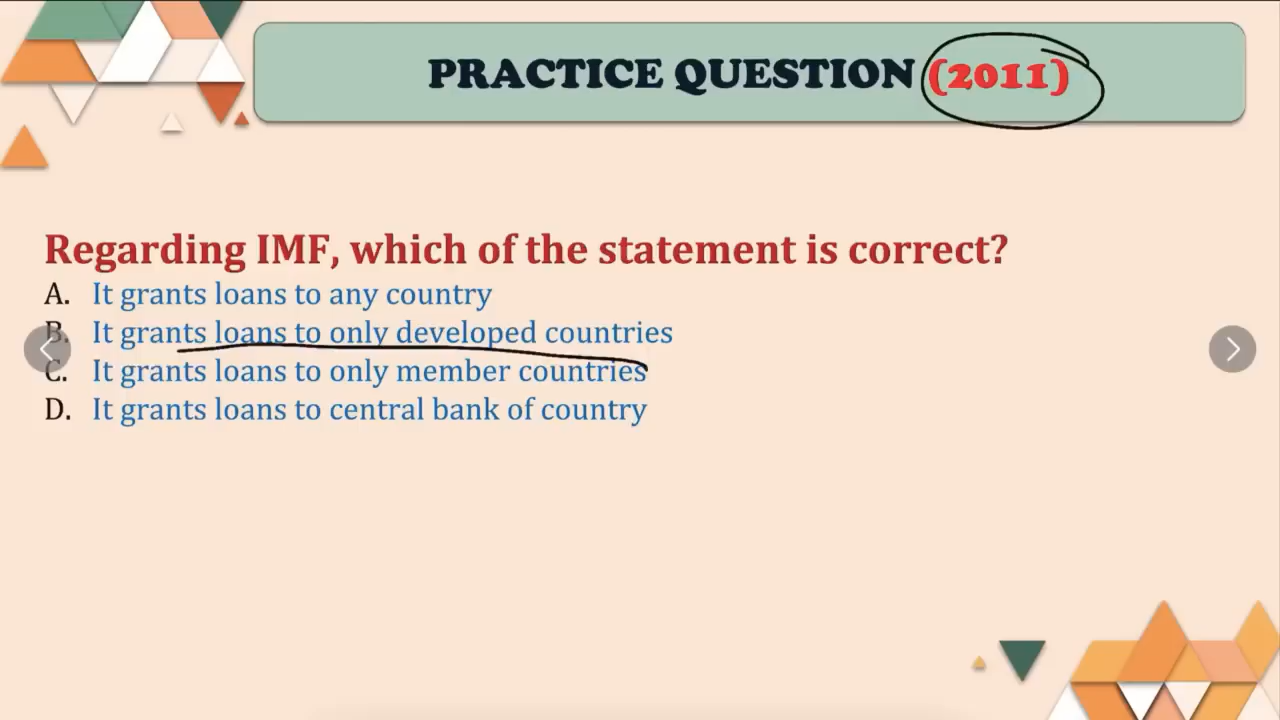 PRACTICE QUESTION (2011)
Regarding IMF, which of the statement is correct?
A. It grants loans to any country
B. It grants loans to only developed countries
C. It grants loans to only member countries
D. It grants loans to central bank of country